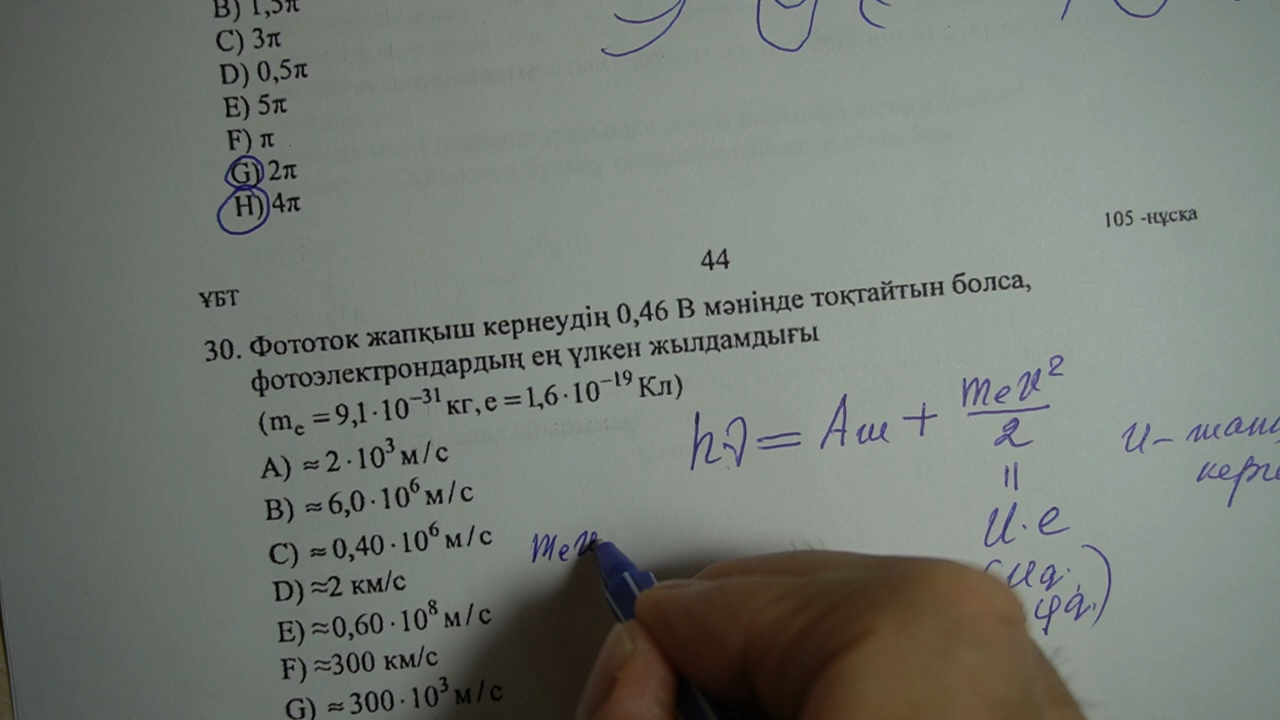 B) 1,5π
C) 3π
D) 0,5π
E) 5π
F) π
G) 2π
H) 4π
105 -нұсқа
44
ҰБТ
30. Фототок жапқыш кернеудің 0,46 В мәнінде тоқтайтын болса,
фотоэлектрондардың ең үлкен жылдамдығы
(mₑ = 9,1·10⁻³¹ кг, e = 1,6·10⁻¹⁹ Кл)
A) ≈ 2·10³ м/с
B) ≈ 6,0·10⁶ м/с
C) ≈ 0,40·10⁶ м/с
D) ≈2 км/с
E) ≈ 0,60·10⁸ м/с
F) ≈300 км/с
G) ≈ 300·10³ м/с
hν = Aш + mₑv²/2
=
U·e
U –
mₑv